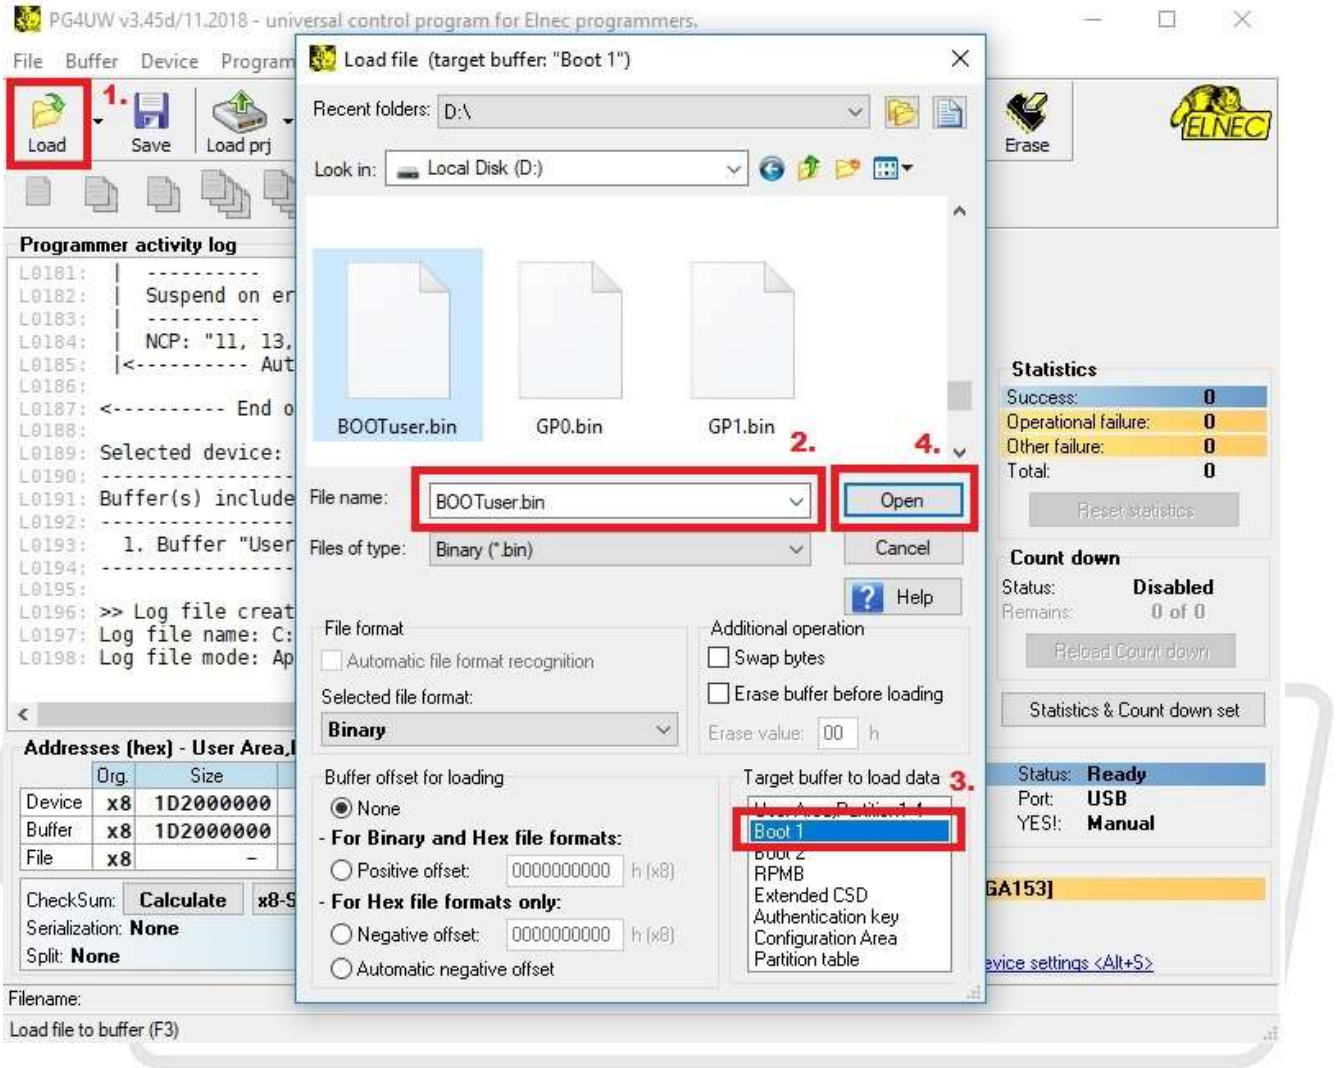 PG4UW v3.45d/11.2018 - universal control program for Elnec programmers.
File Buffer Device Program
Load file (target buffer: "Boot 1")
1.
Load
Save
Load prj
Erase
ELNEC
Recent folders: D:\
Look in: Local Disk (D:)
Programmer activity log
L0181: | ----------
L0182: | Suspend on er
L0183: | ----------
L0184: | NCP: "11, 13,
L0185: |<---------- Aut
L0186:
L0187: <---------- End o
L0188:
L0189: Selected device:
L0190: ------------------
L0191: Buffer(s) include
L0192: ------------------
L0193: 1. Buffer "User
L0194: ------------------
L0195:
L0196: >> Log file creat
L0197: Log file name: C:
L0198: Log file mode: Ap
BOOTuser.bin
GP0.bin
GP1.bin
2.
4.
File name: BOOTuser.bin
Open
Files of type: Binary (*.bin)
Cancel
? Help
File format
Automatic file format recognition
Selected file format:
Binary
Additional operation
Swap bytes
Erase buffer before loading
Erase value: 00 h
Buffer offset for loading
None
- For Binary and Hex file formats:
Positive offset: 0000000000 h (x8)
- For Hex file formats only:
Negative offset: 0000000000 h (x8)
Automatic negative offset
Target buffer to load data
3.
User Area,Partition1-4
Boot 1
Boot 2
RPMB
Extended CSD
Authentication key
Configuration Area
Partition table
Statistics
Success: 0
Operational failure: 0
Other failure: 0
Total: 0
Reset statistics
Count down
Status: Disabled
Remains: 0 of 0
Reload Count down
Statistics & Count down set
Status: Ready
Port: USB
YES!: Manual
GA153]
evice settings <Alt+S>
Addresses (hex) - User Area,
Org. Size
Device x8 1D2000000
Buffer x8 1D2000000
File x8 -
CheckSum: Calculate x8-S
Serialization: None
Split: None
Filename:
Load file to buffer (F3)